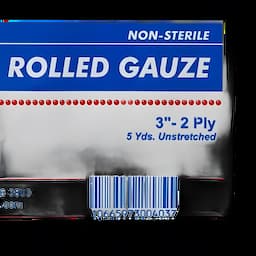 NON-STERILE
ROLLED GAUZE
3"- 2 Ply
5 Yds. Unstretched